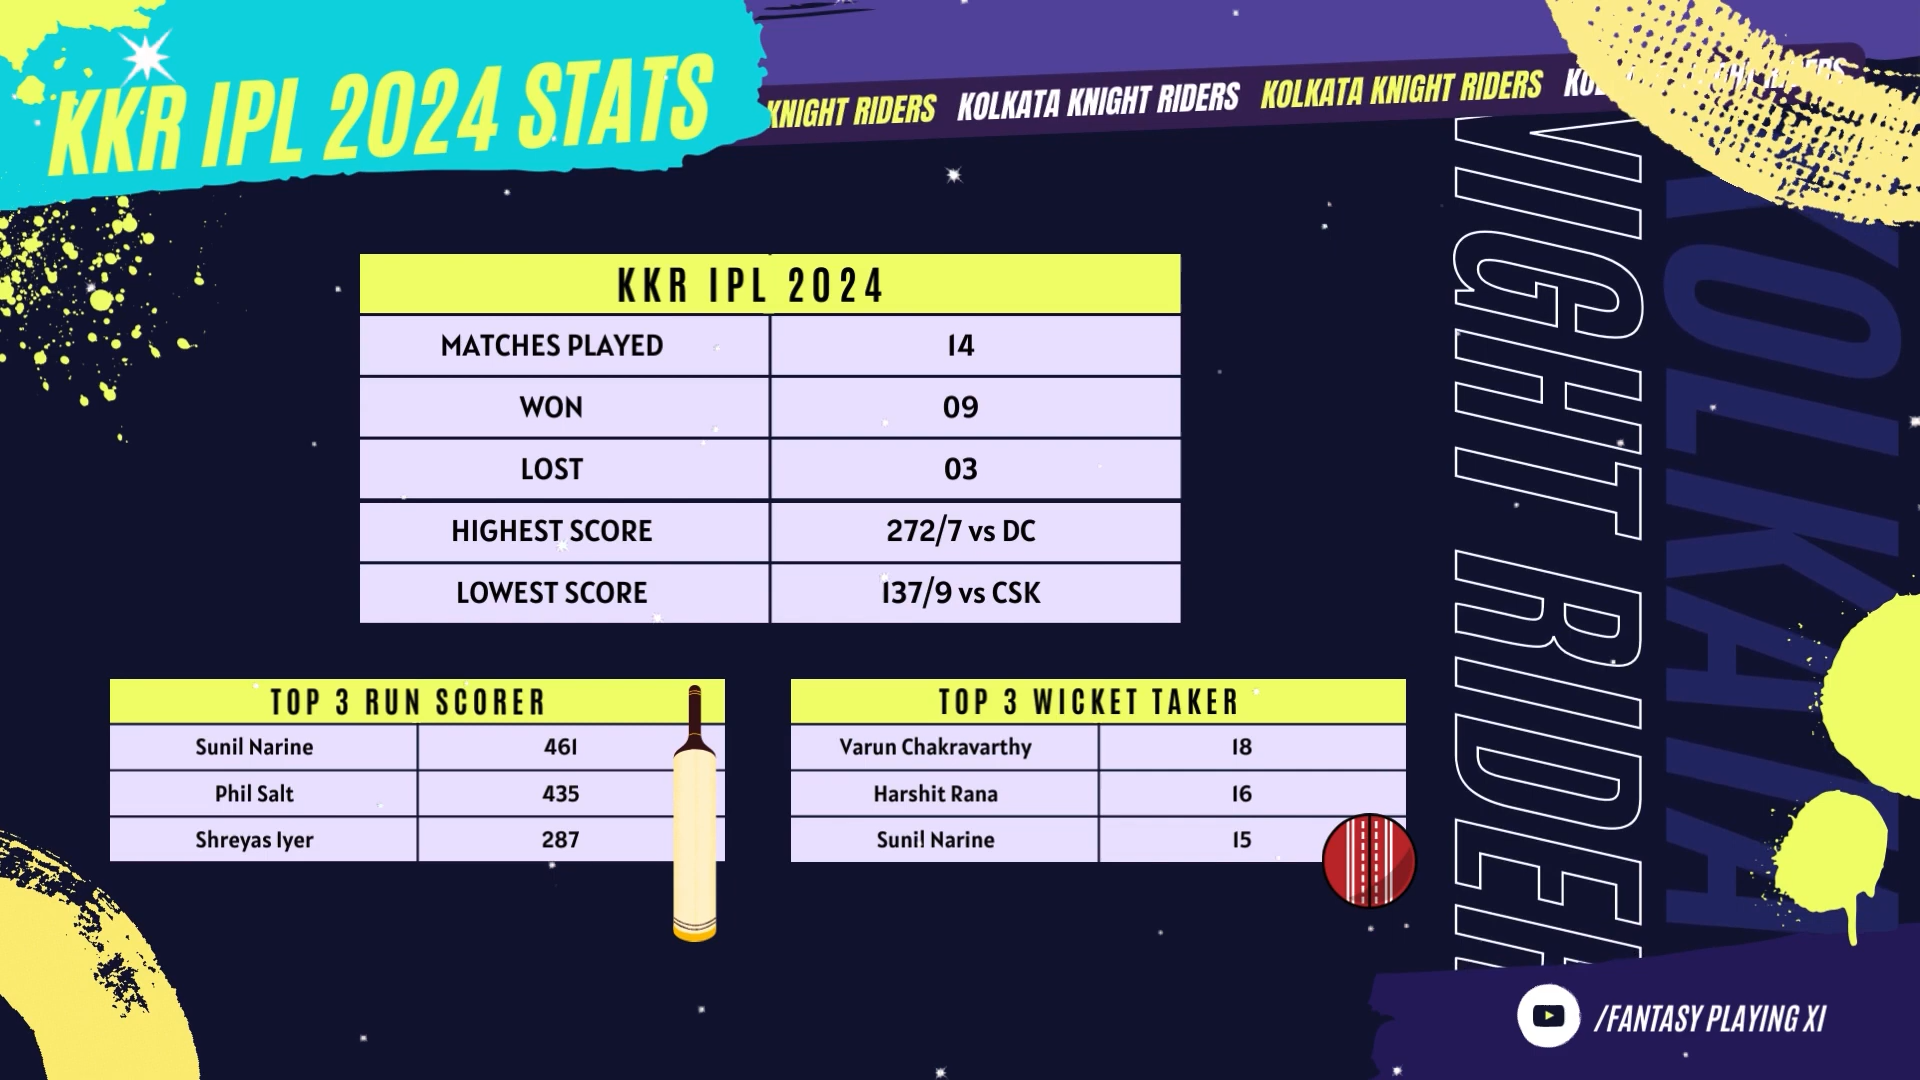 KKR IPL 2024 STATS
KNIGHT RIDERS KOLKATA KNIGHT RIDERS KOLKATA KNIGHT RIDERS
KKR IPL 2024
MATCHES PLAYED 14
WON 09
LOST 03
HIGHEST SCORE 272/7 vs DC
LOWEST SCORE 137/9 vs CSK
TOP 3 RUN SCORER
Sunil Narine 461
Phil Salt 435
Shreyas Iyer 287
TOP 3 WICKET TAKER
Varun Chakravarthy 18
Harshit Rana 16
Sunil Narine 15
NIGHT RIDER
KOLKATA
/FANTASY PLAYING XI